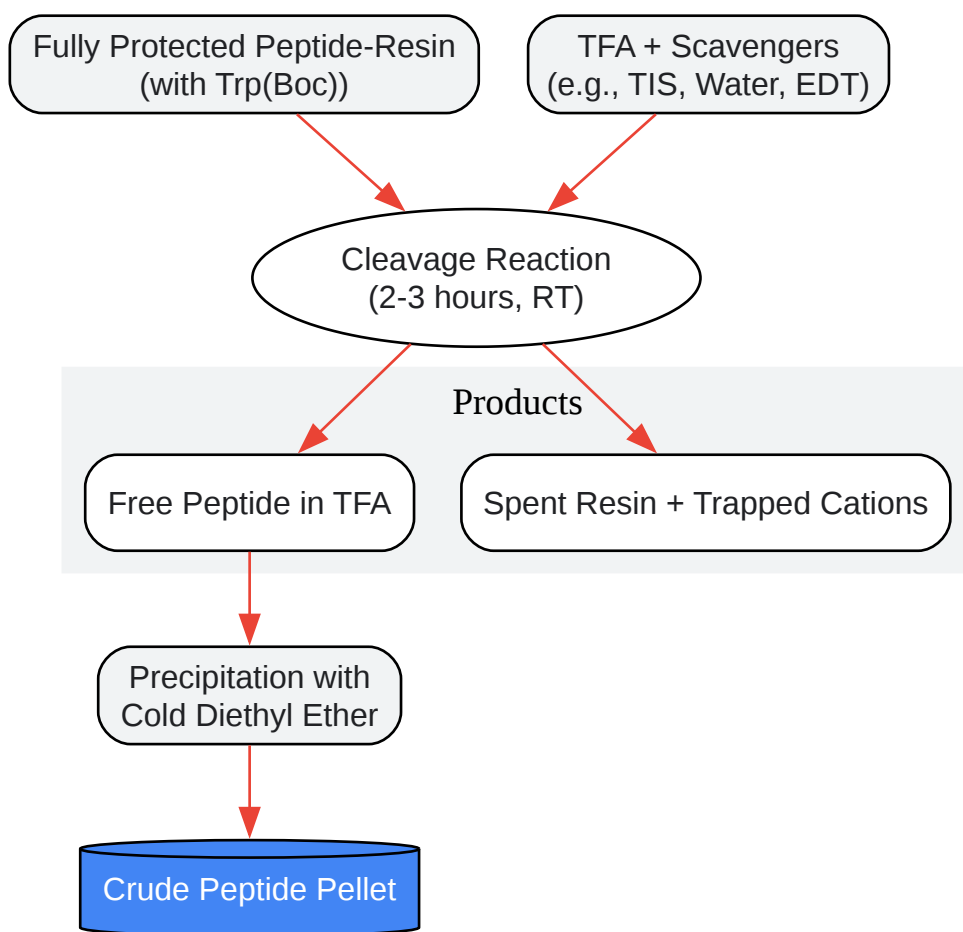 Fully Protected Peptide-Resin
(with Trp(Boc))
TFA + Scavengers
(e.g., TIS, Water, EDT)
Cleavage Reaction
(2-3 hours, RT)
Products
Free Peptide in TFA
Spent Resin + Trapped Cations
Precipitation with
Cold Diethyl Ether
Crude Peptide Pellet